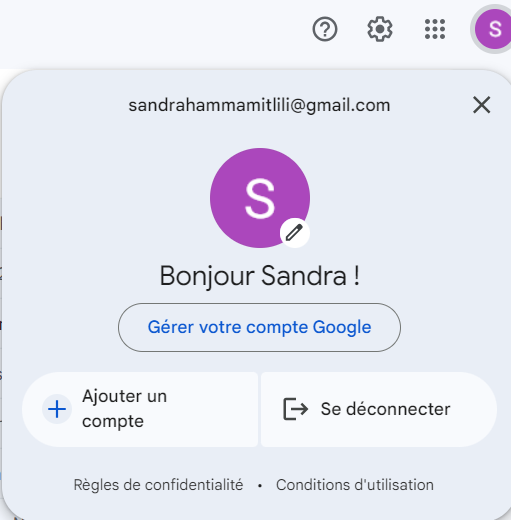 S
sandrahammamitlili@gmail.com
S
Bonjour Sandra !
Gérer votre compte Google
Ajouter un
compte
Se déconnecter
Règles de confidentialité • Conditions d'utilisation